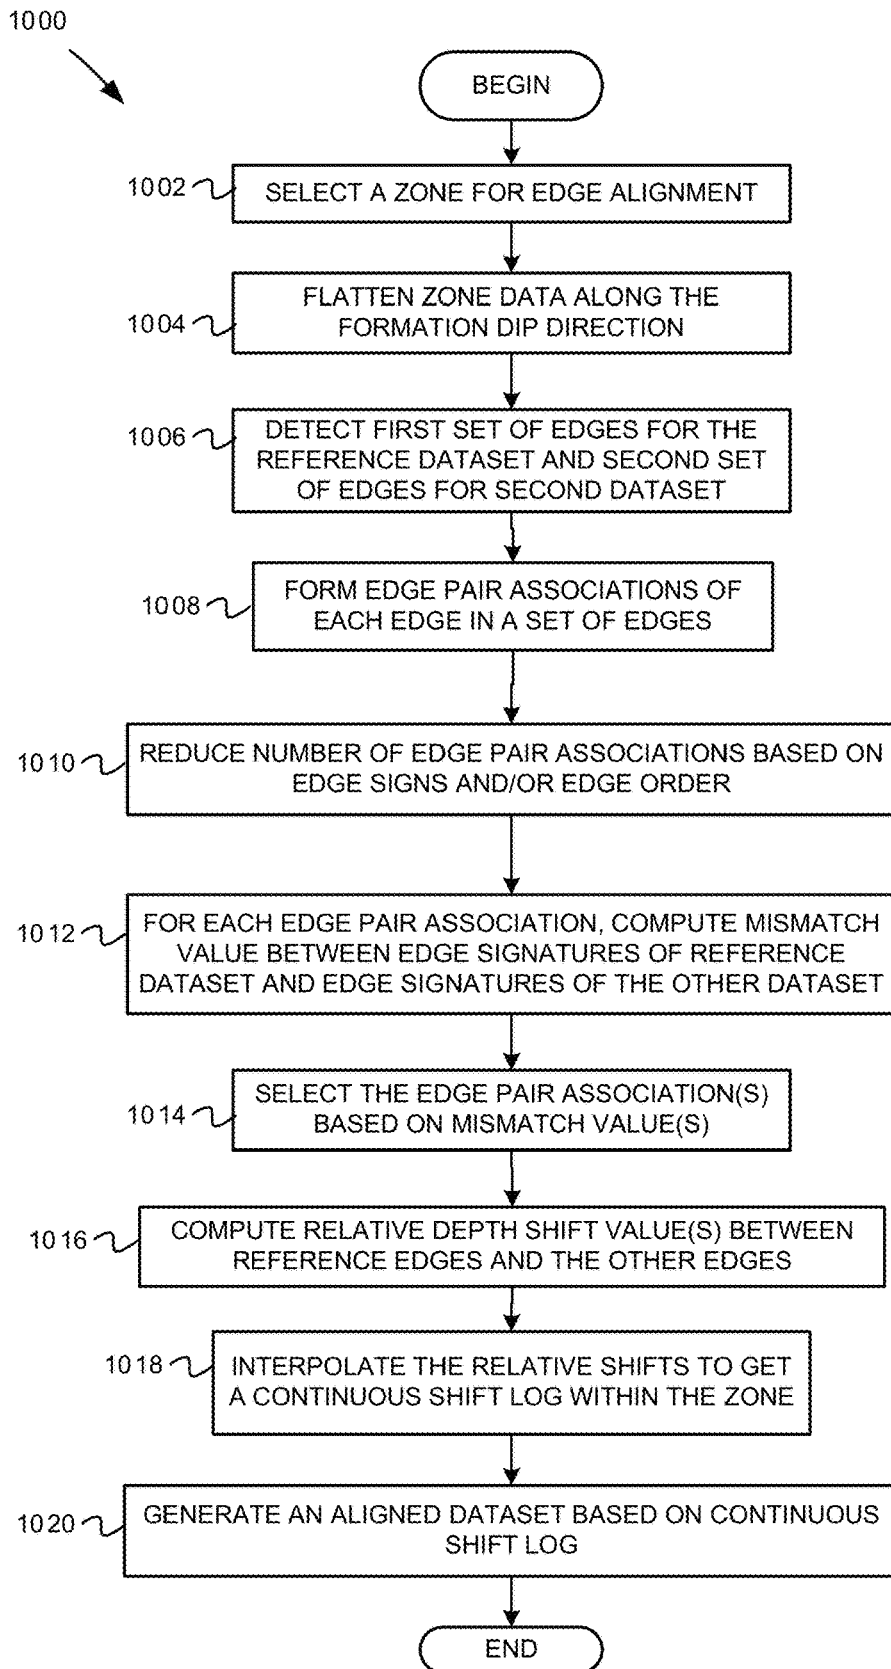 1000
BEGIN
1002
SELECT A ZONE FOR EDGE ALIGNMENT
1004
FLATTEN ZONE DATA ALONG THE
FORMATION DIP DIRECTION
1006
DETECT FIRST SET OF EDGES FOR THE
REFERENCE DATASET AND SECOND SET
OF EDGES FOR SECOND DATASET
1008
FORM EDGE PAIR ASSOCIATIONS OF
EACH EDGE IN A SET OF EDGES
1010
REDUCE NUMBER OF EDGE PAIR ASSOCIATIONS BASED ON
EDGE SIGNS AND/OR EDGE ORDER
1012
FOR EACH EDGE PAIR ASSOCIATION, COMPUTE MISMATCH
VALUE BETWEEN EDGE SIGNATURES OF REFERENCE
DATASET AND EDGE SIGNATURES OF THE OTHER DATASET
1014
SELECT THE EDGE PAIR ASSOCIATION(S)
BASED ON MISMATCH VALUE(S)
1016
COMPUTE RELATIVE DEPTH SHIFT VALUE(S) BETWEEN
REFERENCE EDGES AND THE OTHER EDGES
1018
INTERPOLATE THE RELATIVE SHIFTS TO GET
A CONTINUOUS SHIFT LOG WITHIN THE ZONE
1020
GENERATE AN ALIGNED DATASET BASED ON CONTINUOUS
SHIFT LOG
END